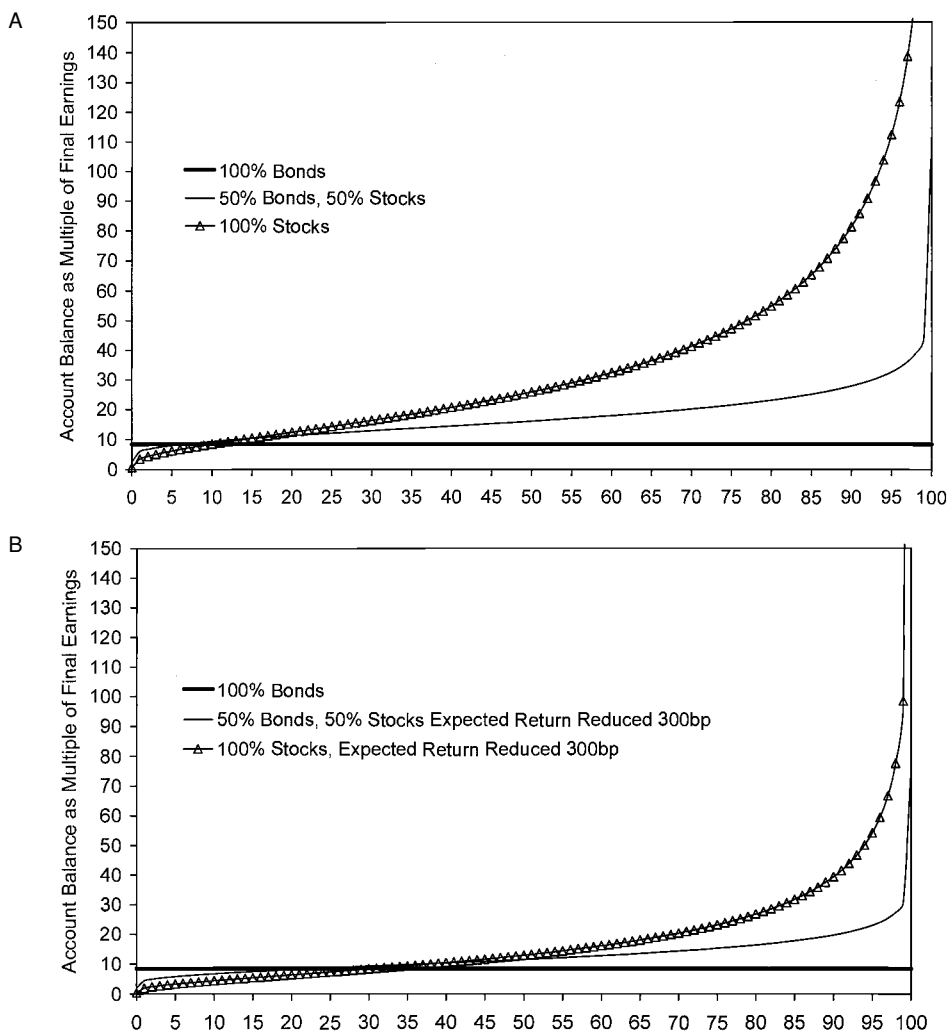 A
Account Balance as Multiple of Final Earnings
150
140
130
120
110
100
90
80
70
60
50
40
30
20
10
0
100% Bonds
50% Bonds, 50% Stocks
100% Stocks
0 5 10 15 20 25 30 35 40 45 50 55 60 65 70 75 80 85 90 95 100
B
Account Balance as Multiple of Final Earnings
150
140
130
120
110
100
90
80
70
60
50
40
30
20
10
0
100% Bonds
50% Bonds, 50% Stocks Expected Return Reduced 300bp
100% Stocks, Expected Return Reduced 300bp
0 5 10 15 20 25 30 35 40 45 50 55 60 65 70 75 80 85 90 95 100